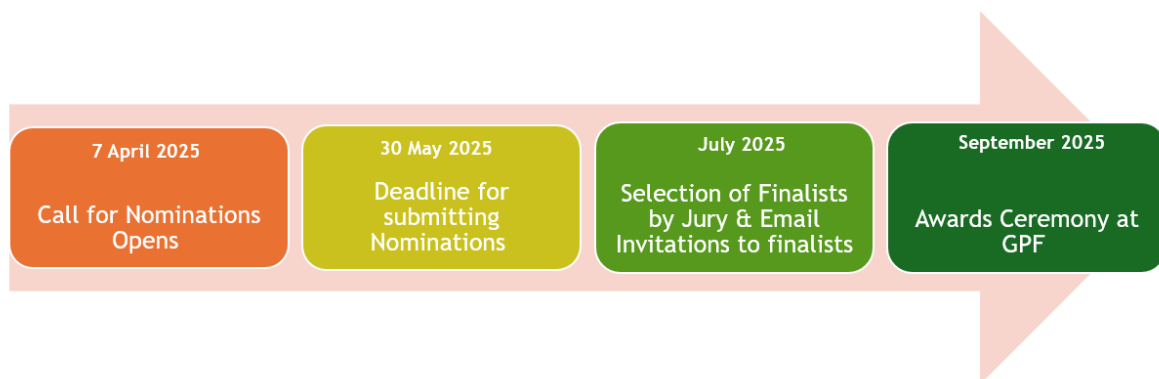 7 April 2025
Call for Nominations
Opens
30 May 2025
Deadline for
submitting
Nominations
July 2025
Selection of Finalists
by Jury & Email
Invitations to finalists
September 2025
Awards Ceremony at
GPF